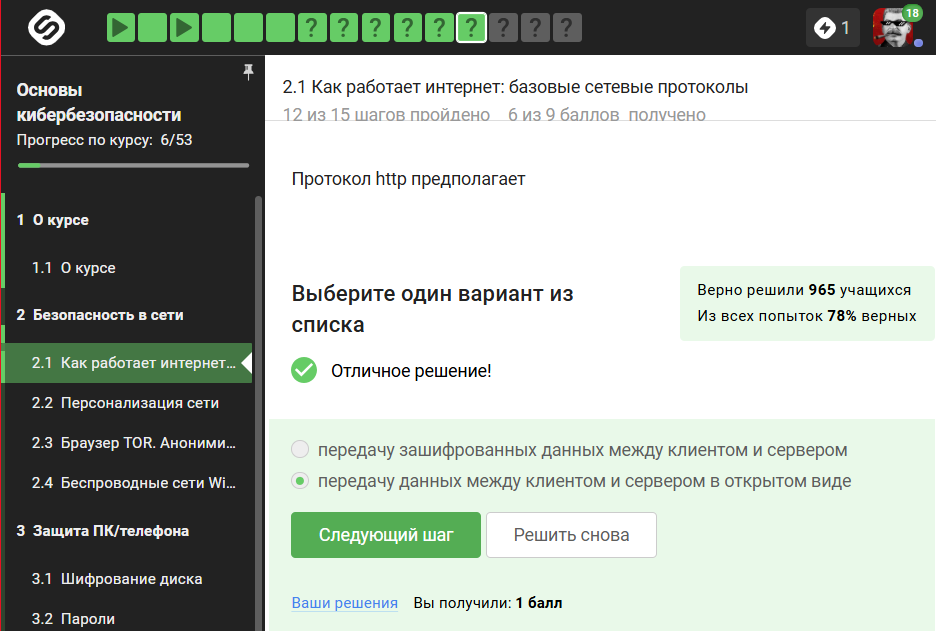 ? ? ? ? ? ? ? ? ?
1
18
Основы
кибербезопасности
Прогресс по курсу: 6/53
1 О курсе
1.1 О курсе
2 Безопасность в сети
2.1 Как работает интернет...
2.2 Персонализация сети
2.3 Браузер TOR. Аноними...
2.4 Беспроводные сети Wi...
3 Защита ПК/телефона
3.1 Шифрование диска
3.2 Пароли
2.1 Как работает интернет: базовые сетевые протоколы
12 из 15 шагов пройдено 6 из 9 баллов получено
Протокол http предполагает
Выберите один вариант из
списка
Верно решили 965 учащихся
Из всех попыток 78% верных
Отличное решение!
передачу зашифрованных данных между клиентом и сервером
передачу данных между клиентом и сервером в открытом виде
Следующий шаг
Решить снова
Ваши решения Вы получили: 1 балл